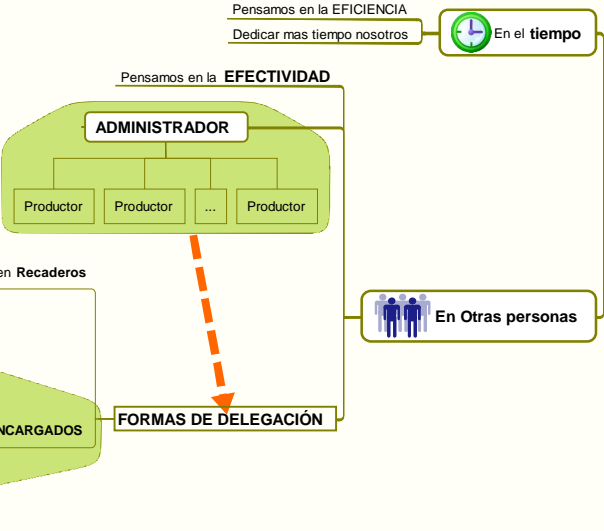 Pensamos en la EFICIENCIA
Dedicar mas tiempo nosotros
En el tiempo
Pensamos en la EFECTIVIDAD
ADMINISTRADOR
Productor
Productor
...
Productor
en Recaderos
En Otras personas
FORMAS DE DELEGACIÓN
NCARGADOS